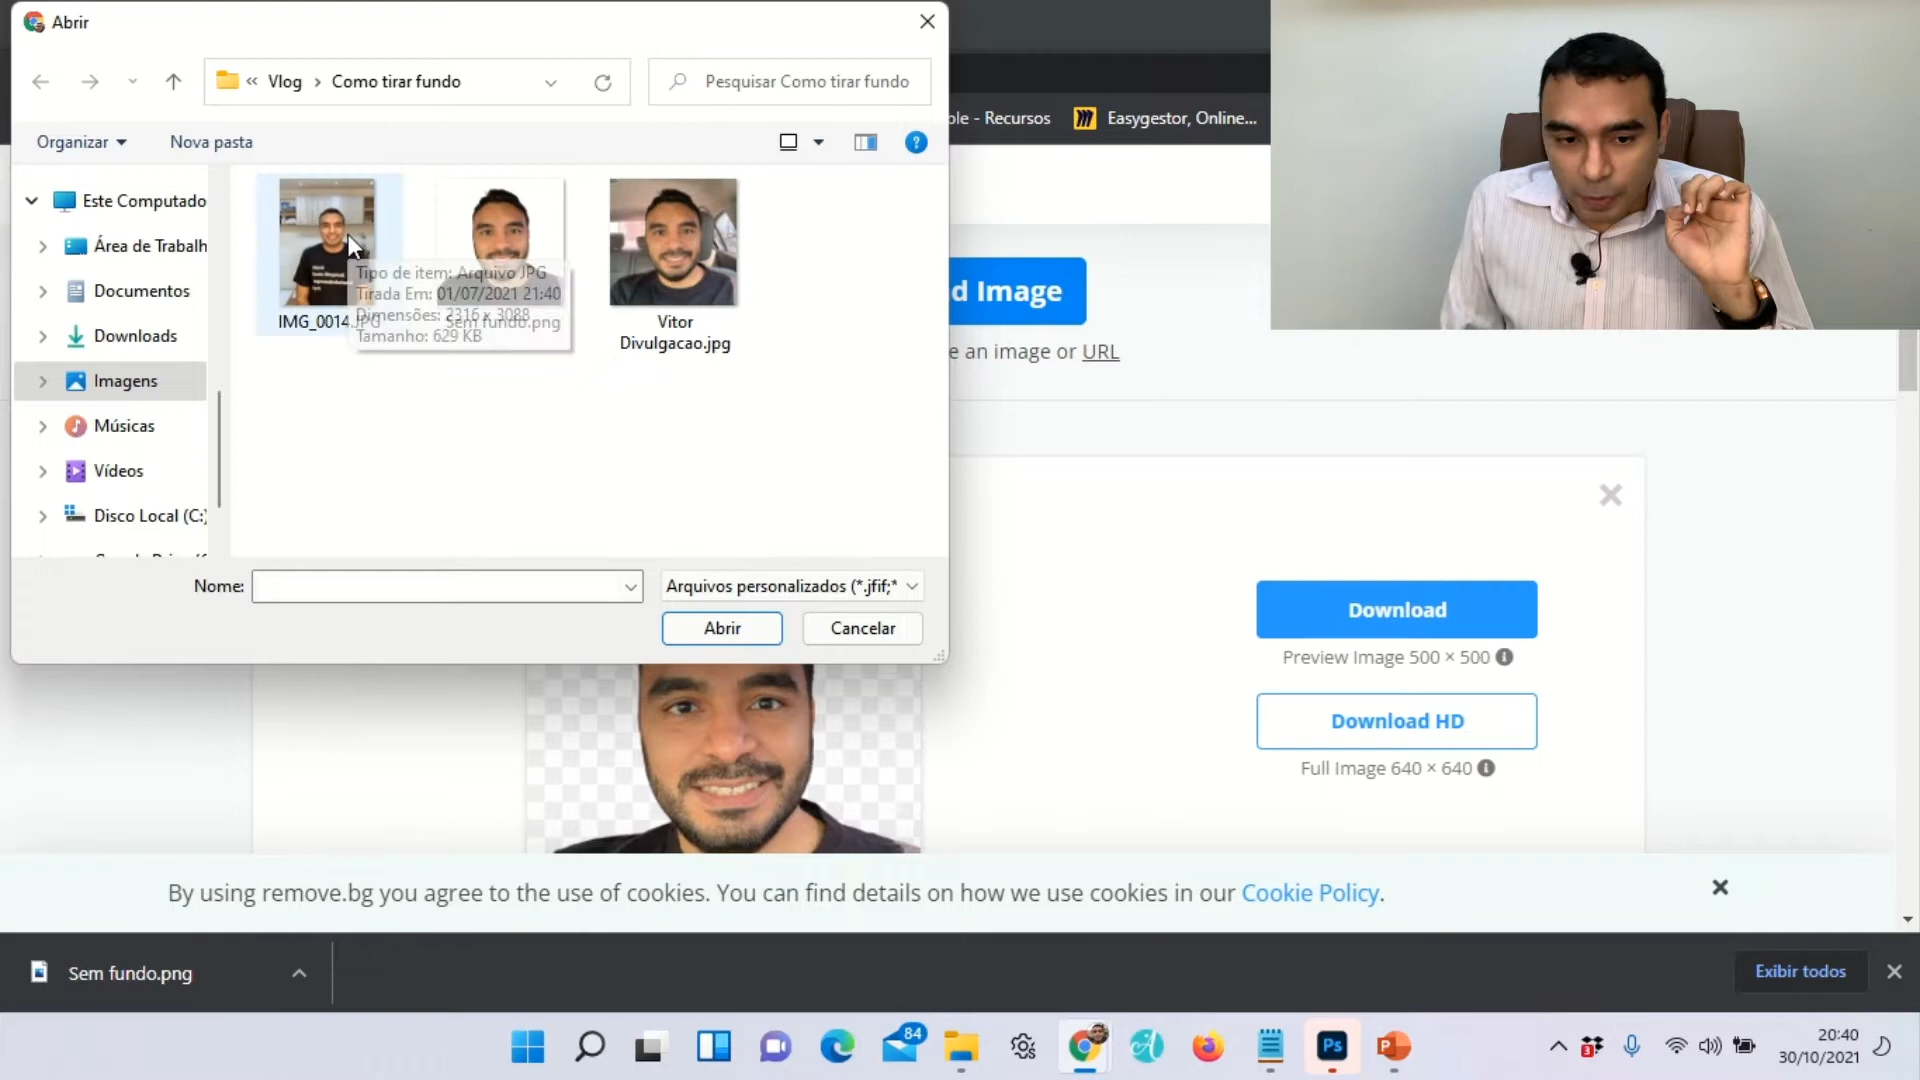 Abrir
« Vlog › Como tirar fundo
Pesquisar Como tirar fundo
Organizar
Nova pasta
Este Computado
Área de Trabalh
Documentos
Downloads
Imagens
Músicas
Vídeos
Disco Local (C:)
IMG_0014.JPG
Sem fundo.png
Vitor
Divulgacao.jpg
Tipo de item: Arquivo JPG
Tirada Em: 01/07/2021 21:40
Dimensões: 2316 x 3088
Tamanho: 629 KB
Nome:
Arquivos personalizados (*.jfif;*
Abrir
Cancelar
ple - Recursos
Easygestor, Online...
d Image
e an image or URL
Download
Preview Image 500 × 500
Download HD
Full Image 640 × 640
By using remove.bg you agree to the use of cookies. You can find details on how we use cookies in our Cookie Policy.
Sem fundo.png
Exibir todos
84
Ps
P
3
20:40
30/10/2021